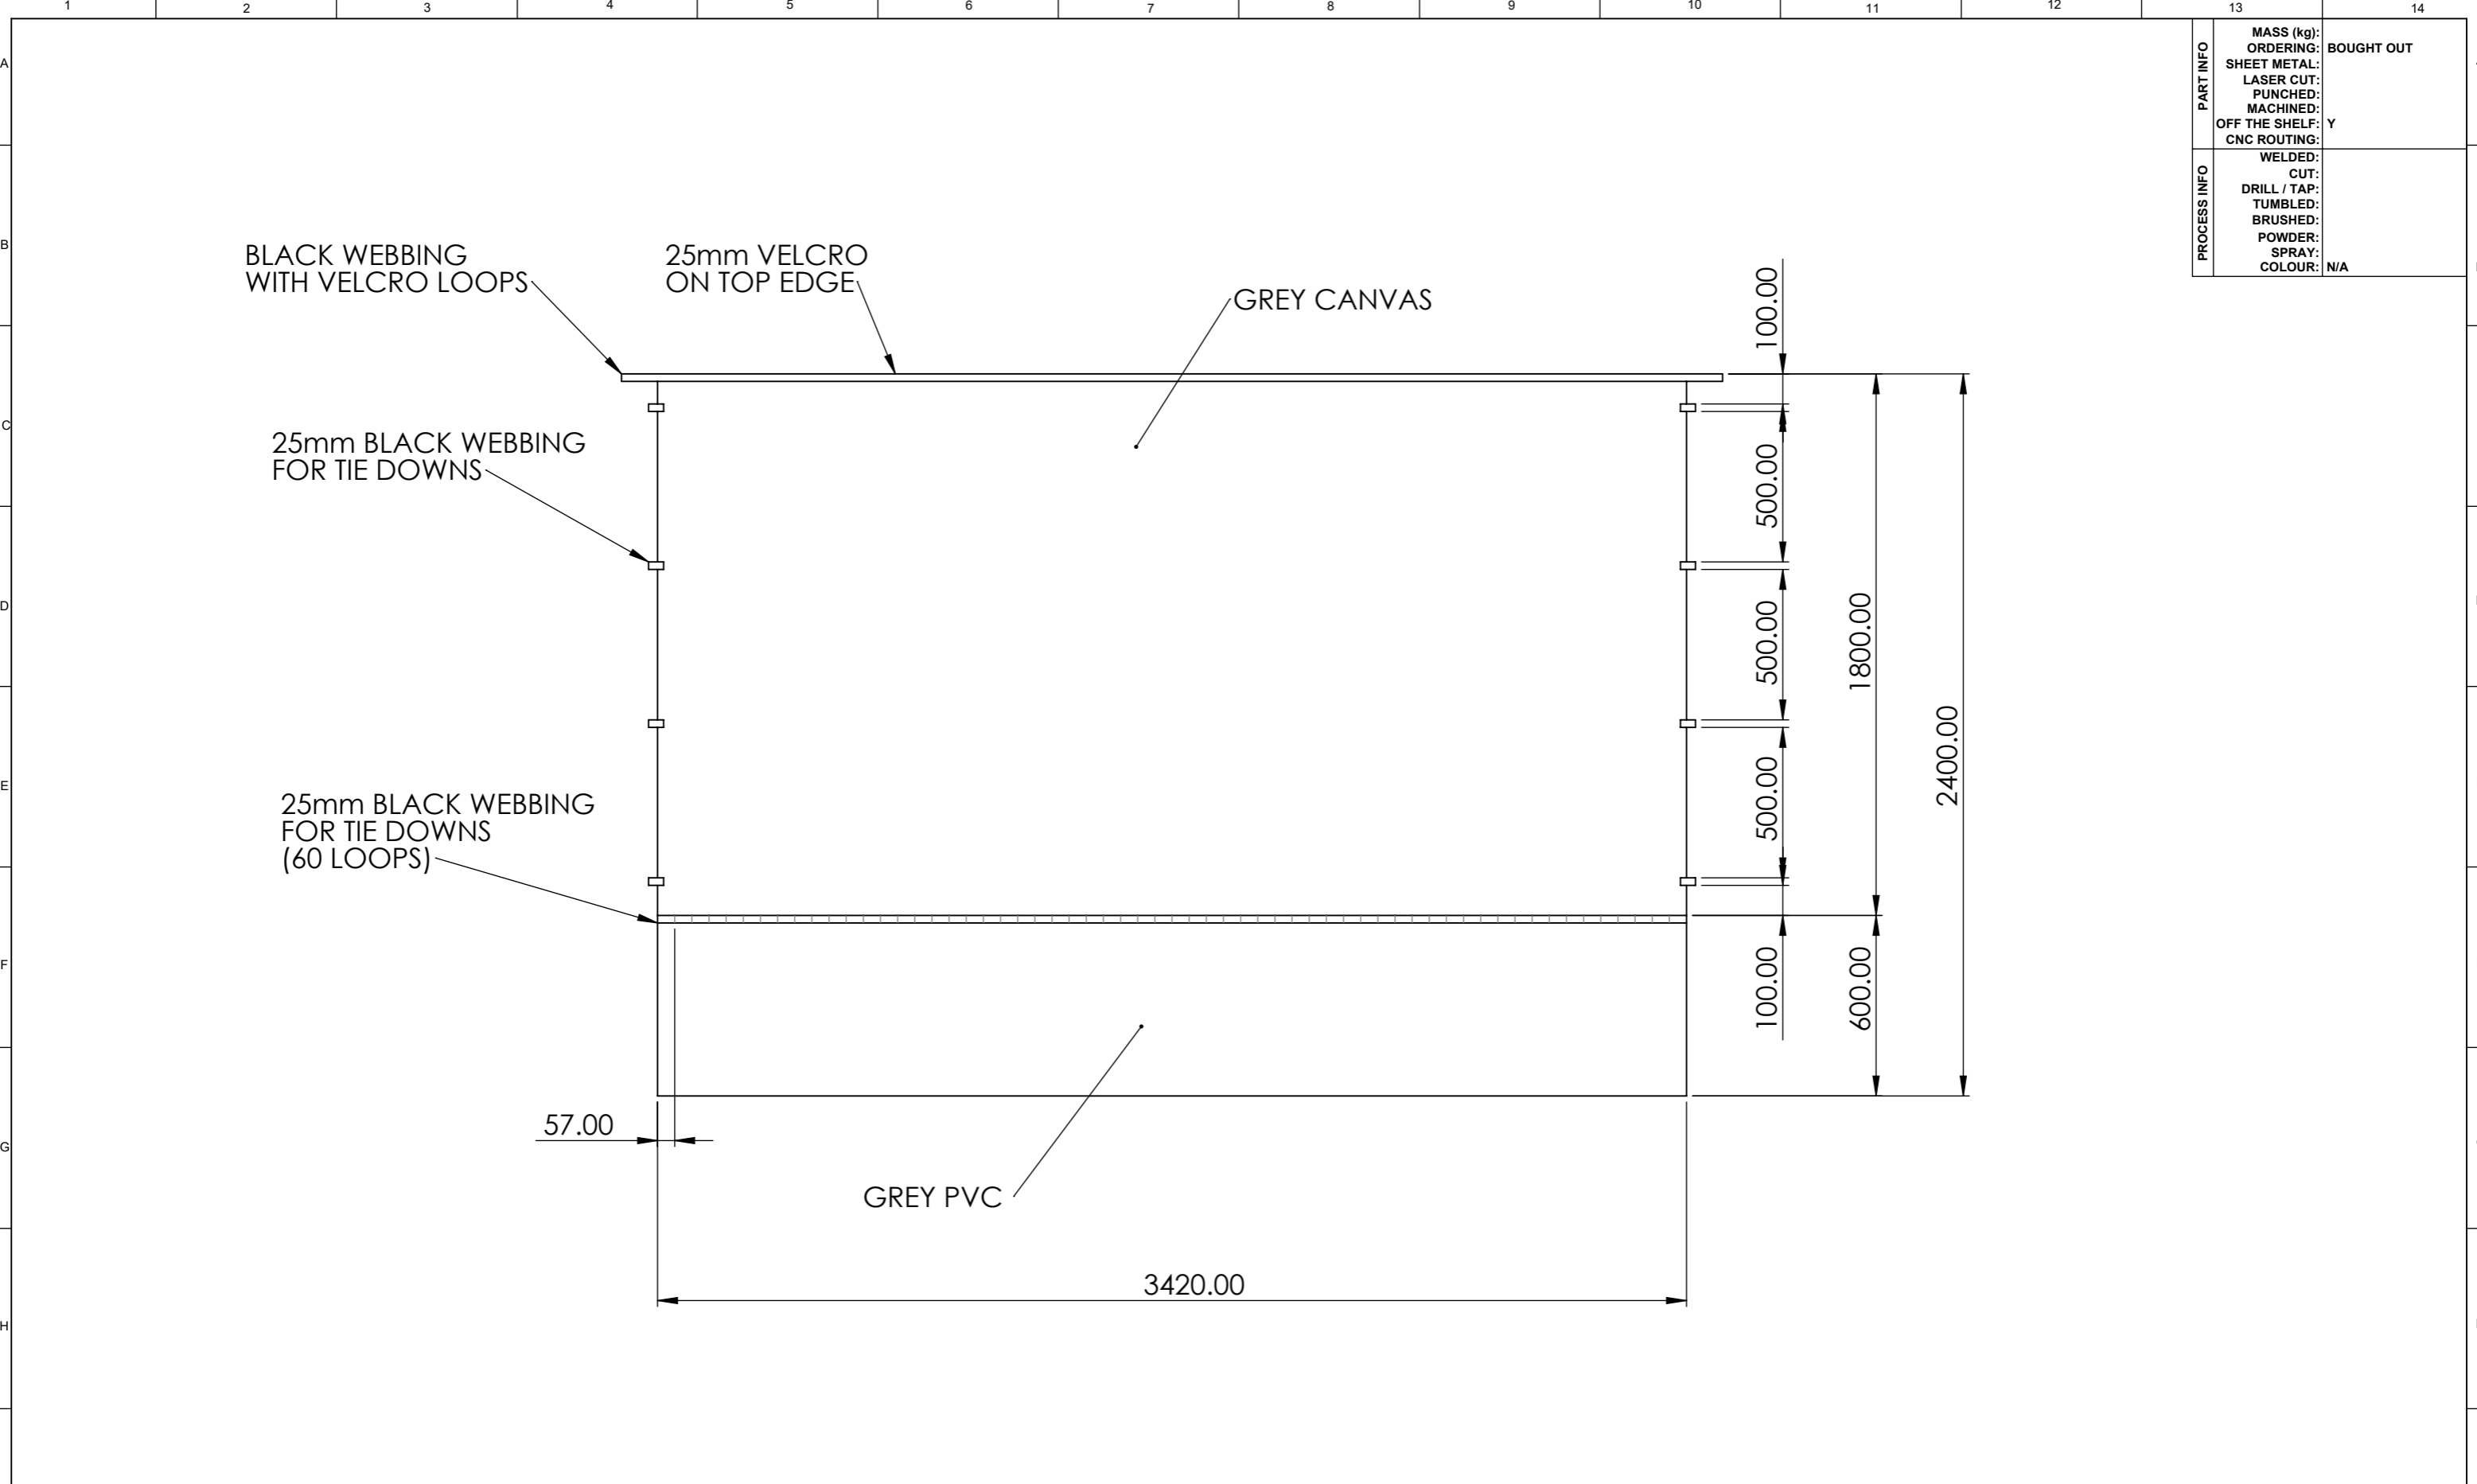 1 2 3 4 5 6 7 8 9 10 11 12 13 14
A
B
C
D
E
F
G
H
PART INFO
MASS (kg):
ORDERING: BOUGHT OUT
SHEET METAL:
LASER CUT:
PUNCHED:
MACHINED:
OFF THE SHELF: Y
CNC ROUTING:
PROCESS INFO
WELDED:
CUT:
DRILL / TAP:
TUMBLED:
BRUSHED:
POWDER:
SPRAY:
COLOUR: N/A
BLACK WEBBING
WITH VELCRO LOOPS
25mm VELCRO
ON TOP EDGE
GREY CANVAS
25mm BLACK WEBBING
FOR TIE DOWNS
25mm BLACK WEBBING
FOR TIE DOWNS
(60 LOOPS)
100.00
500.00
500.00
500.00
100.00
1800.00
600.00
2400.00
57.00
GREY PVC
3420.00